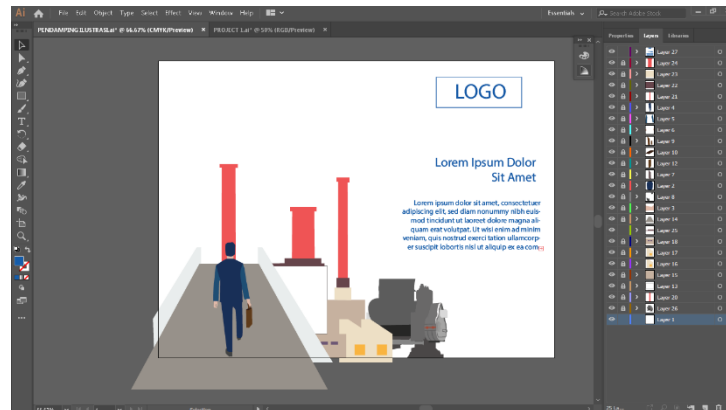 Ai File Edit Object Type Select Effect View Window Help
Essentials
Search Adobe Stock
PENDAMPING ILUSTRASI.ai* @ 66.67% (CMYK/Preview) × PROJECT 1.ai* @ 50% (RGB/Preview) ×
Properties Layers Libraries
LOGO
Lorem Ipsum Dolor
Sit Amet
Lorem ipsum dolor sit amet, consectetuer
adipiscing elit, sed diam nonummy nibh euis-
mod tincidunt ut laoreet dolore magna ali-
quam erat volutpat. Ut wisi enim ad minim
veniam, quis nostrud exerci tation ullamcorp-
er suscipit lobortis nisl ut aliquip ex ea com
Layer 27
Layer 24
Layer 23
Layer 22
Layer 21
Layer 4
Layer 5
Layer 6
Layer 9
Layer 10
Layer 12
Layer 7
Layer 2
Layer 8
Layer 3
Layer 14
Layer 25
Layer 18
Layer 17
Layer 16
Layer 15
Layer 13
Layer 20
Layer 26
Layer 1